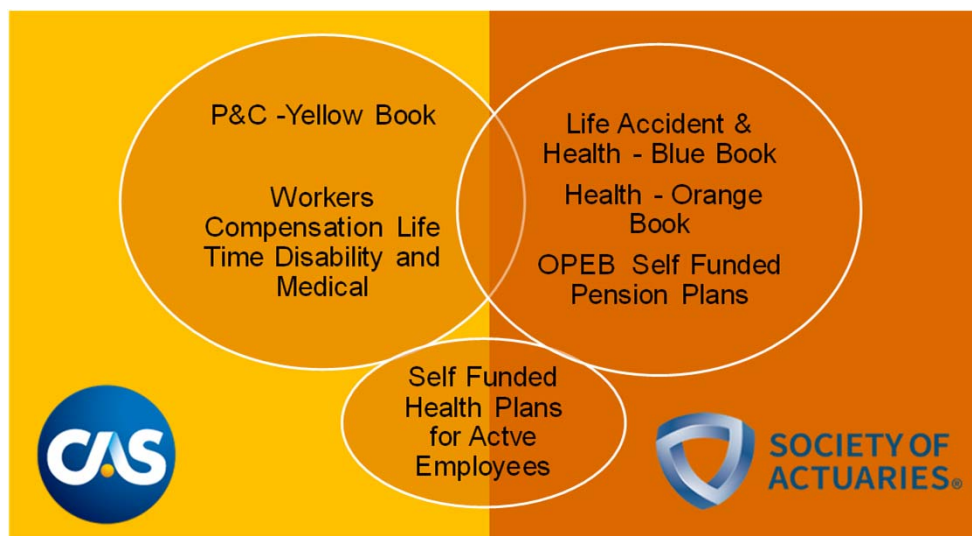 P&C -Yellow Book
Workers
Compensation Life
Time Disability and
Medical
Life Accident &
Health - Blue Book
Health - Orange
Book
OPEB Self Funded
Pension Plans
Self Funded
Health Plans
for Actve
Employees
CAS
SOCIETY OF
ACTUARIES®